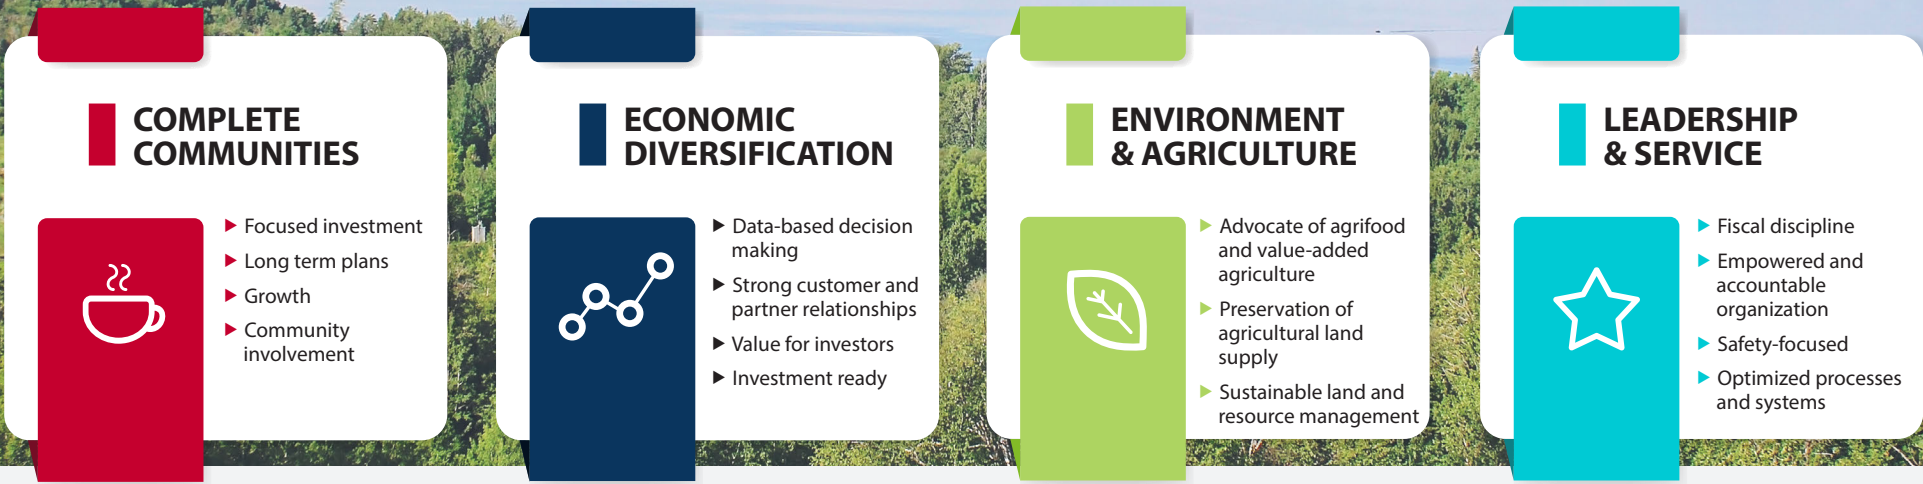 COMPLETE
COMMUNITIES
Focused investment
Long term plans
Growth
Community
involvement
ECONOMIC
DIVERSIFICATION
Data-based decision
making
Strong customer and
partner relationships
Value for investors
Investment ready
ENVIRONMENT
& AGRICULTURE
Advocate of agrifood
and value-added
agriculture
Preservation of
agricultural land
supply
Sustainable land and
resource management
LEADERSHIP
& SERVICE
Fiscal discipline
Empowered and
accountable
organization
Safety-focused
Optimized processes
and systems